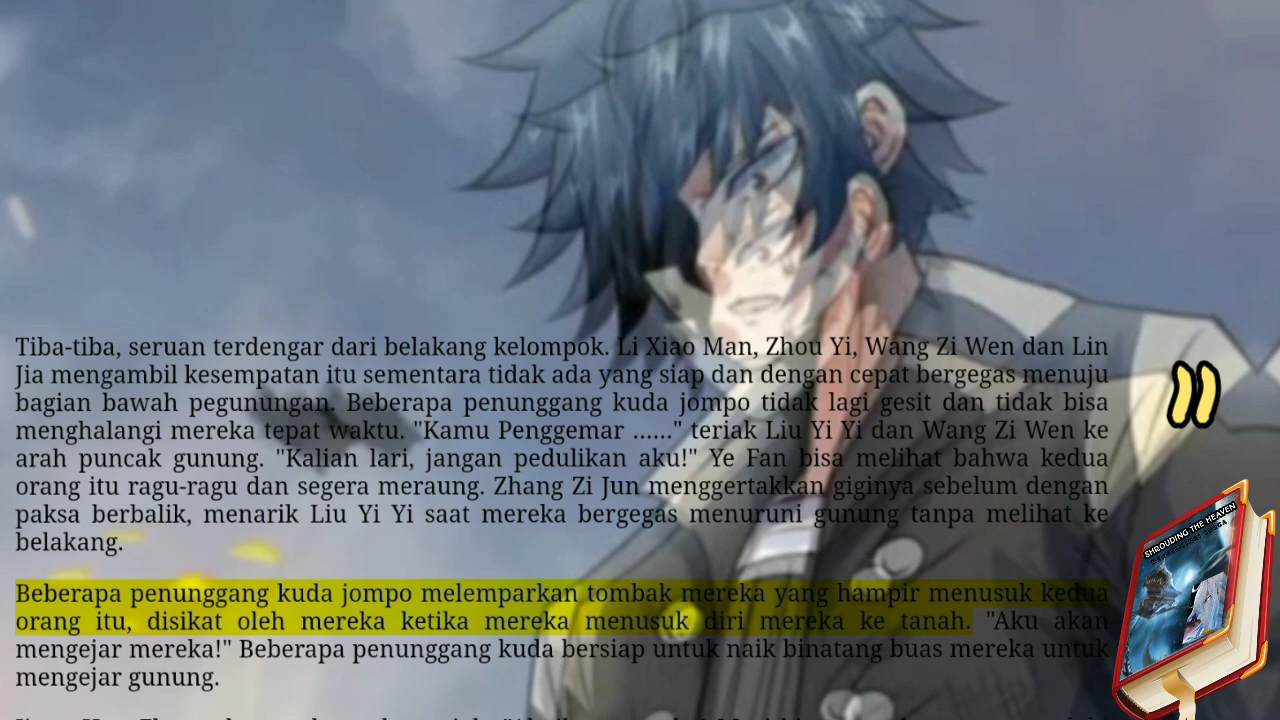 Tiba-tiba, seruan terdengar dari belakang kelompok. Li Xiao Man, Zhou Yi, Wang Zi Wen dan Lin
Jia mengambil kesempatan itu sementara tidak ada yang siap dan dengan cepat bergegas menuju
bagian bawah pegunungan. Beberapa penunggang kuda jompo tidak lagi gesit dan tidak bisa
menghalangi mereka tepat waktu. "Kamu Penggemar ......" teriak Liu Yi Yi dan Wang Zi Wen ke
arah puncak gunung. "Kalian lari, jangan pedulikan aku!" Ye Fan bisa melihat bahwa kedua
orang itu ragu-ragu dan segera meraung. Zhang Zi Jun menggertakkan giginya sebelum dengan
paksa berbalik, menarik Liu Yi Yi saat mereka bergegas menuruni gunung tanpa melihat ke
belakang.
Beberapa penunggang kuda jompo melemparkan tombak mereka yang hampir menusuk kedua
orang itu, disikat oleh mereka ketika mereka menusuk diri mereka ke tanah. "Aku akan
mengejar mereka!" Beberapa penunggang kuda bersiap untuk naik binatang buas mereka untuk
mengejar gunung.
SHROUDING THE HEAVEN